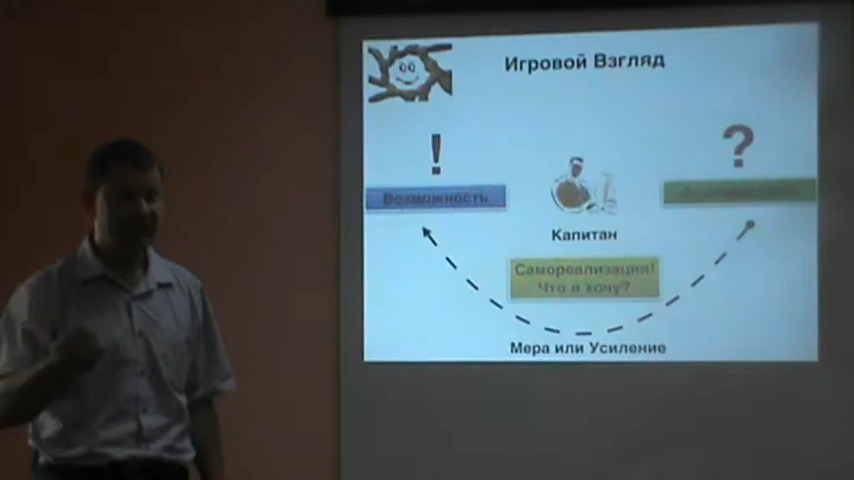 Игровой Взгляд
!
?
Возможность
Капитан
Самореализация!
Что я хочу?
Мера или Усиление